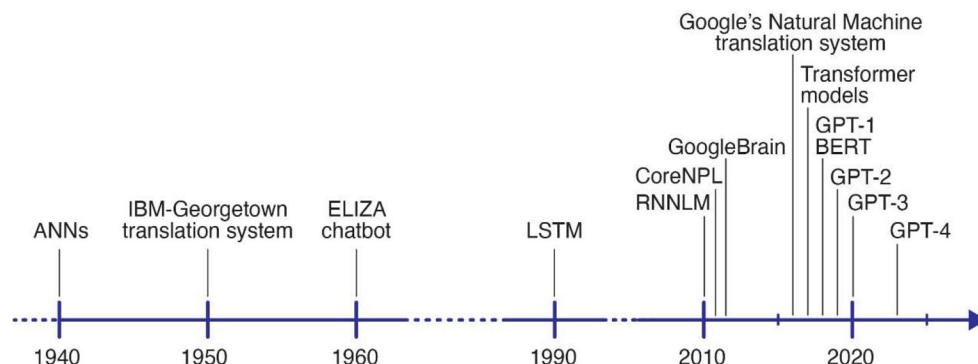 Google's Natural Machine
translation system
Transformer
models
GPT-1
GoogleBrain
BERT
CoreNPL
GPT-2
IBM-Georgetown
translation system
ELIZA
chatbot
RNNLM
GPT-3
ANNs
LSTM
GPT-4
1940
1950
1960
1990
2010
2020